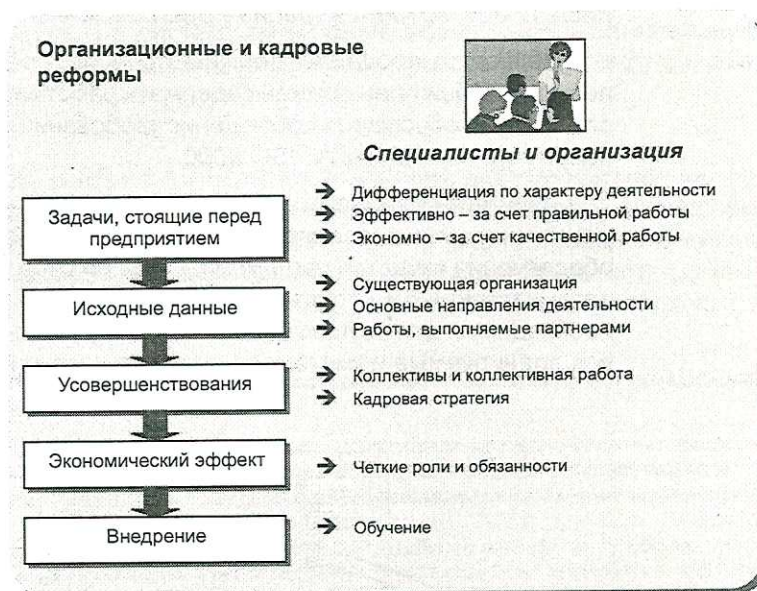 Организационные и кадровые
реформы
Специалисты и организация
Задачи, стоящие перед
предприятием
→ Дифференциация по характеру деятельности
→ Эффективно – за счет правильной работы
→ Экономно – за счет качественной работы
Исходные данные
→ Существующая организация
→ Основные направления деятельности
→ Работы, выполняемые партнерами
Усовершенствования
→ Коллективы и коллективная работа
→ Кадровая стратегия
Экономический эффект
→ Четкие роли и обязанности
Внедрение
→ Обучение